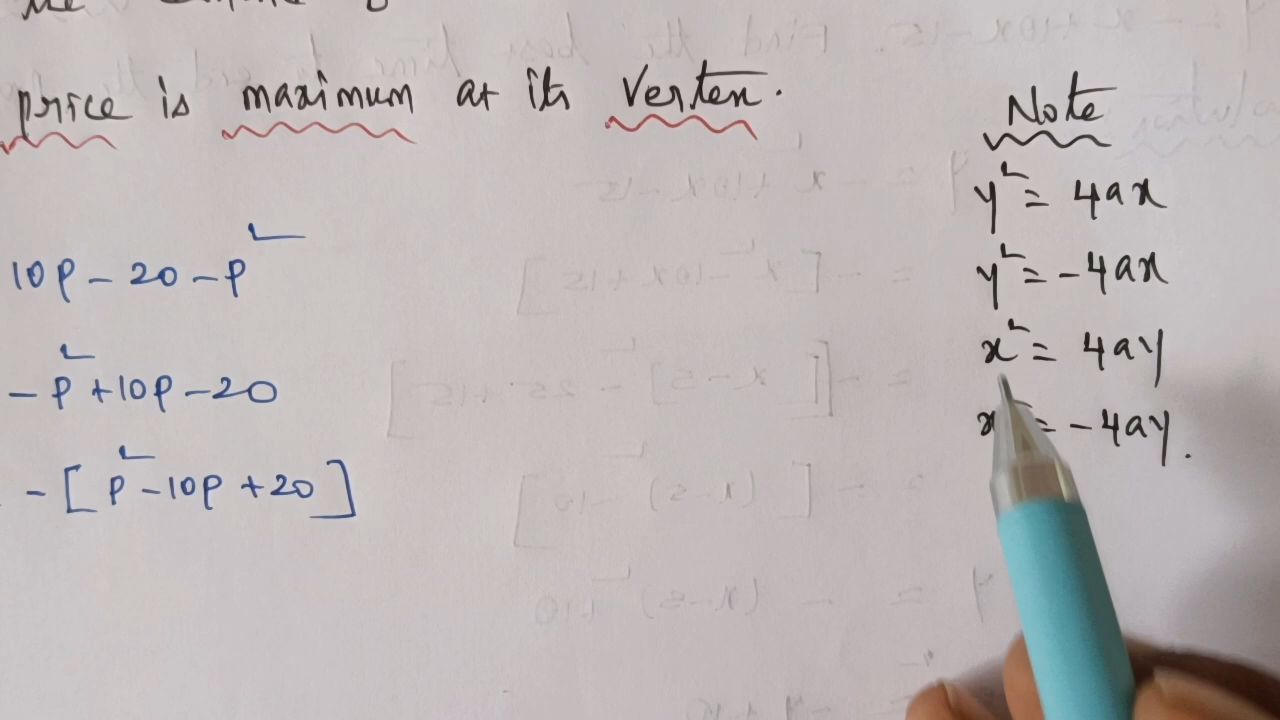 price is maximum at its Vertex.
10p - 20 - p²
- p² + 10p - 20
- [ p² - 10p + 20 ]
Note
y² = 4ax
y² = -4ax
x² = 4ay
x² = -4ay.